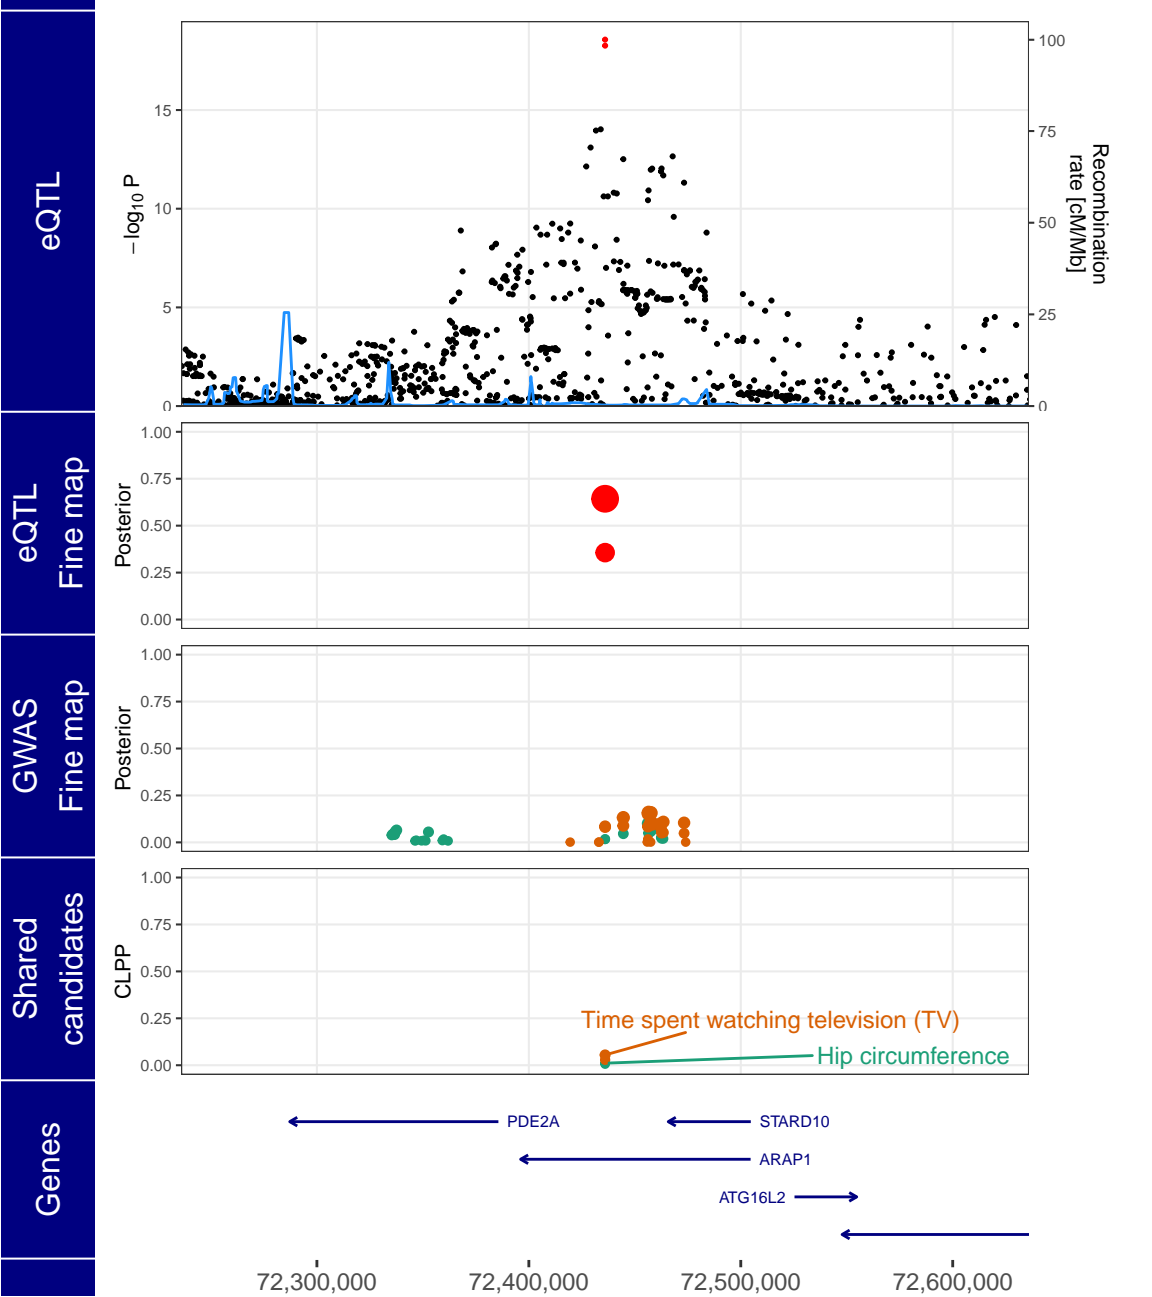 eQTL
−log10 P
15
10
5
0
100
75
50
25
0
Recombination
rate [cM/Mb]
eQTL
Fine map
Posterior
1.00
0.75
0.50
0.25
0.00
GWAS
Fine map
Posterior
1.00
0.75
0.50
0.25
0.00
Shared
candidates
CLPP
1.00
0.75
0.50
0.25
0.00
Time spent watching television (TV)
Hip circumference
Genes
PDE2A
STARD10
ARAP1
ATG16L2
72,300,000
72,400,000
72,500,000
72,600,000